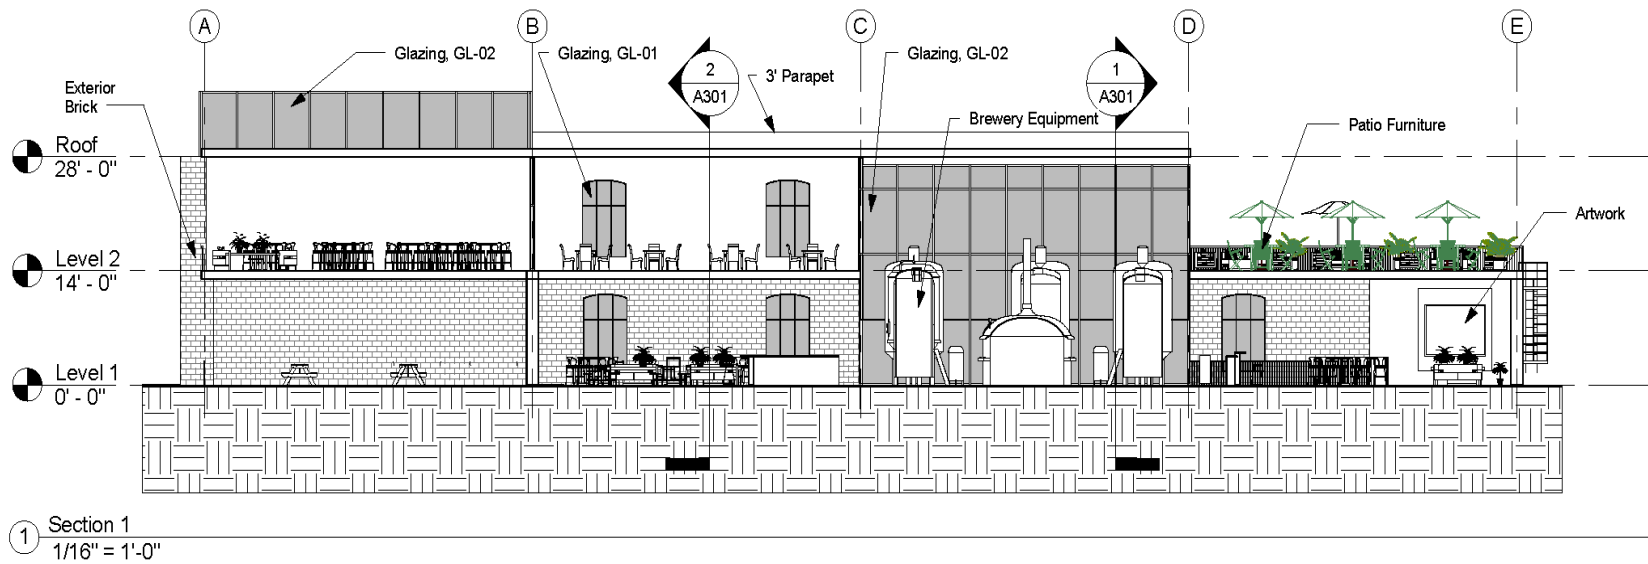 A
B
C
D
E
Glazing, GL-02
Glazing, GL-01
2
A301
3' Parapet
Glazing, GL-02
1
A301
Exterior
Brick
Brewery Equipment
Patio Furniture
Roof
28' - 0"
Artwork
Level 2
14' - 0"
Level 1
0' - 0"
1
Section 1
1/16" = 1'-0"